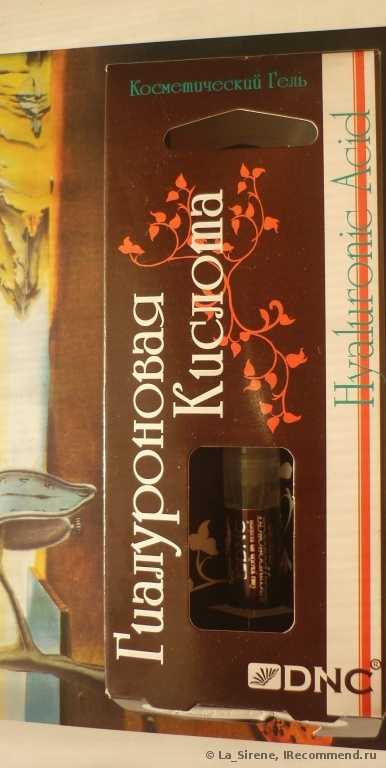 Косметический Гель
Гиалуроновая
Кислота
Hyaluronic Acid
DNC®
© La_Sirene, IRecommend.ru